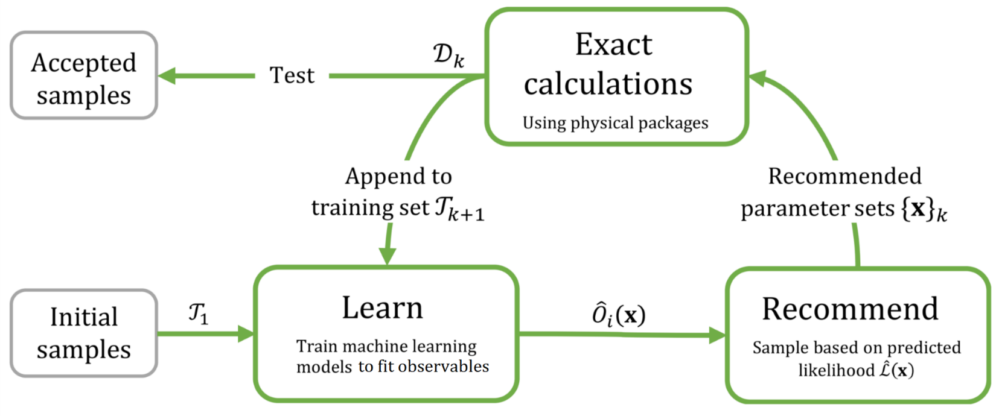 Accepted
samples
Test
𝒟k
Exact
calculations
Using physical packages
Append to
training set 𝒯k+1
Recommended
parameter sets {x}k
Initial
samples
𝒯1
Learn
Train machine learning
models to fit observables
Ôi(x)
Recommend
Sample based on predicted
likelihood ℒ̂(x)